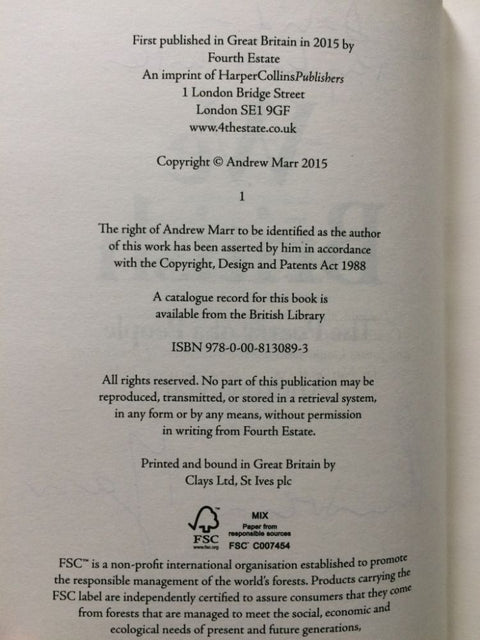 First published in Great Britain in 2015 by
Fourth Estate
An imprint of HarperCollinsPublishers
1 London Bridge Street
London SE1 9GF
www.4thestate.co.uk
Copyright © Andrew Marr 2015
1
The right of Andrew Marr to be identified as the author
of this work has been asserted by him in accordance
with the Copyright, Design and Patents Act 1988
A catalogue record for this book is
available from the British Library
ISBN 978-0-00-813089-3
All rights reserved. No part of this publication may be
reproduced, transmitted, or stored in a retrieval system,
in any form or by any means, without permission
in writing from Fourth Estate.
Printed and bound in Great Britain by
Clays Ltd, St Ives plc
FSC
www.fsc.org
MIX
Paper from
responsible sources
FSC® C007454
FSC™ is a non-profit international organisation established to promote
the responsible management of the world's forests. Products carrying the
FSC label are independently certified to assure consumers that they come
from forests that are managed to meet the social, economic and
ecological needs of present and future generations,